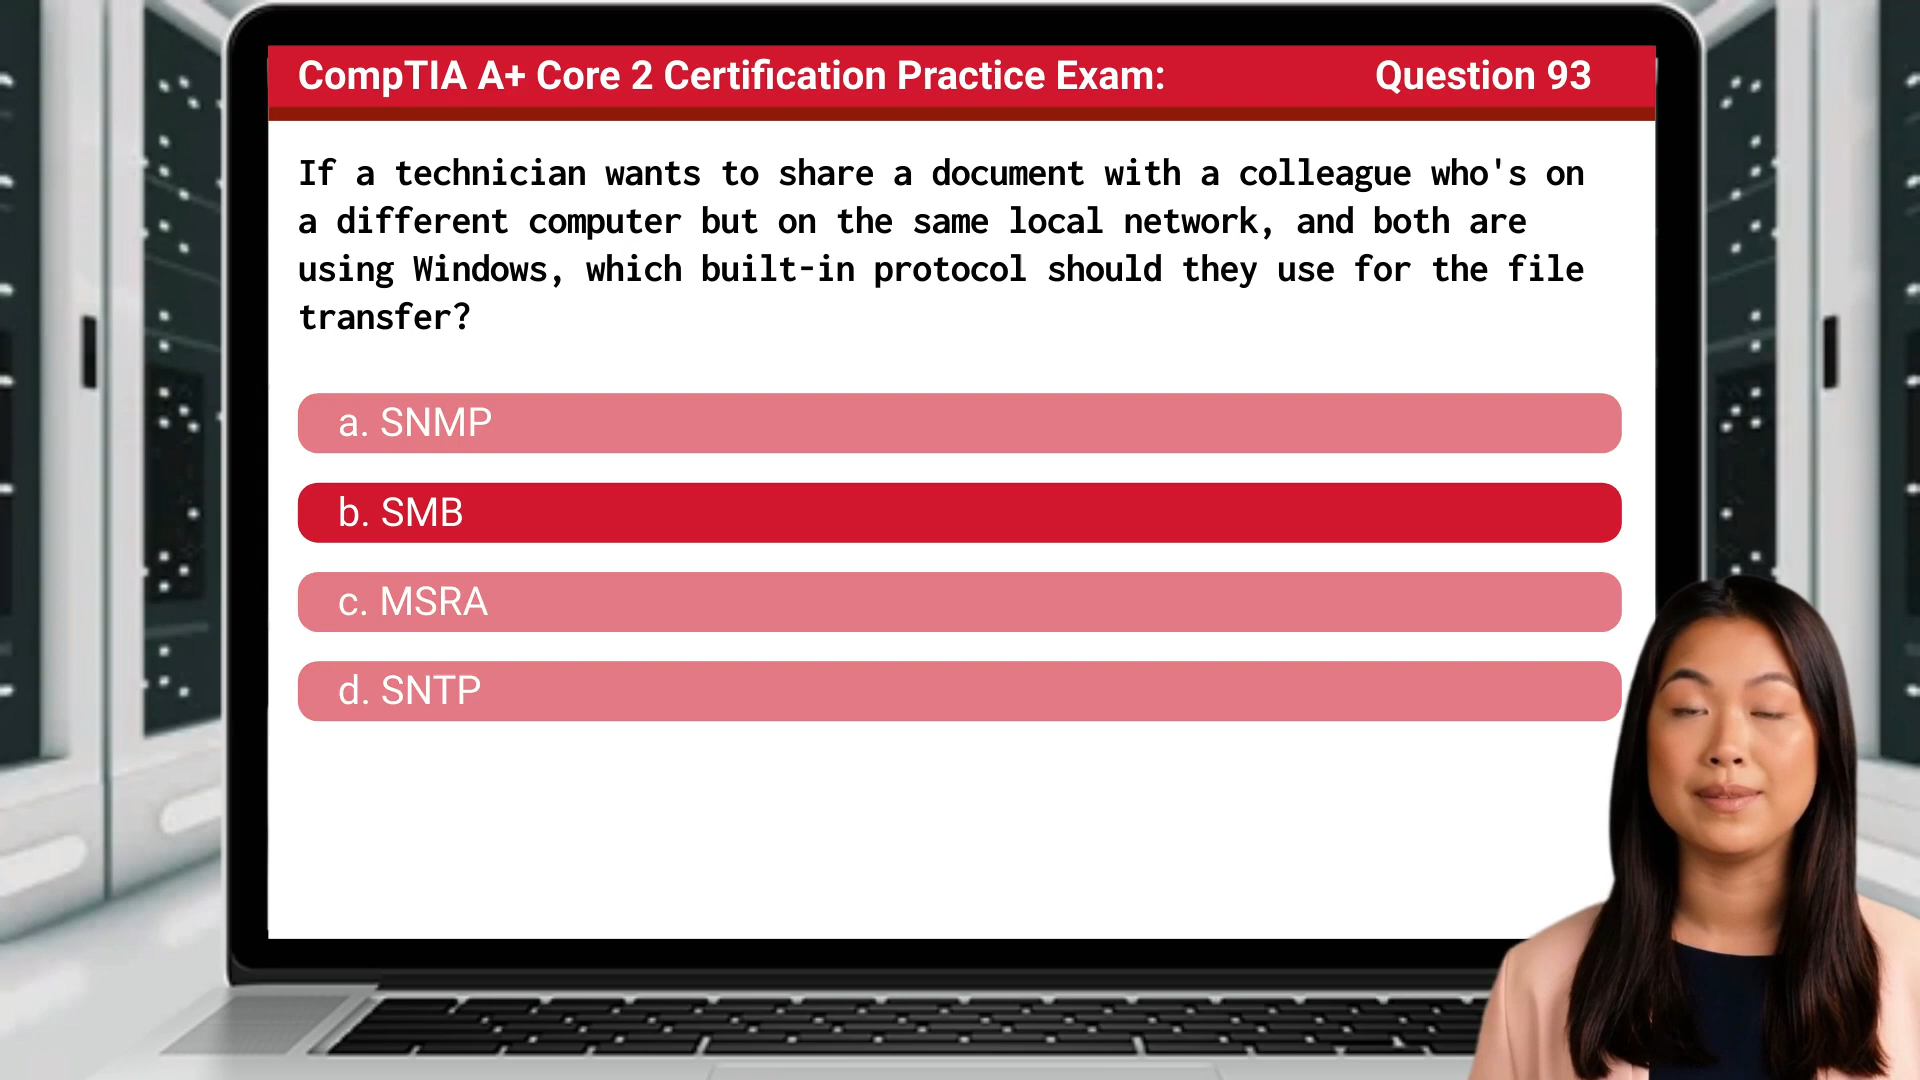 CompTIA A+ Core 2 Certification Practice Exam: Question 93
If a technician wants to share a document with a colleague who's on
a different computer but on the same local network, and both are
using Windows, which built-in protocol should they use for the file
transfer?
a. SNMP
b. SMB
c. MSRA
d. SNTP